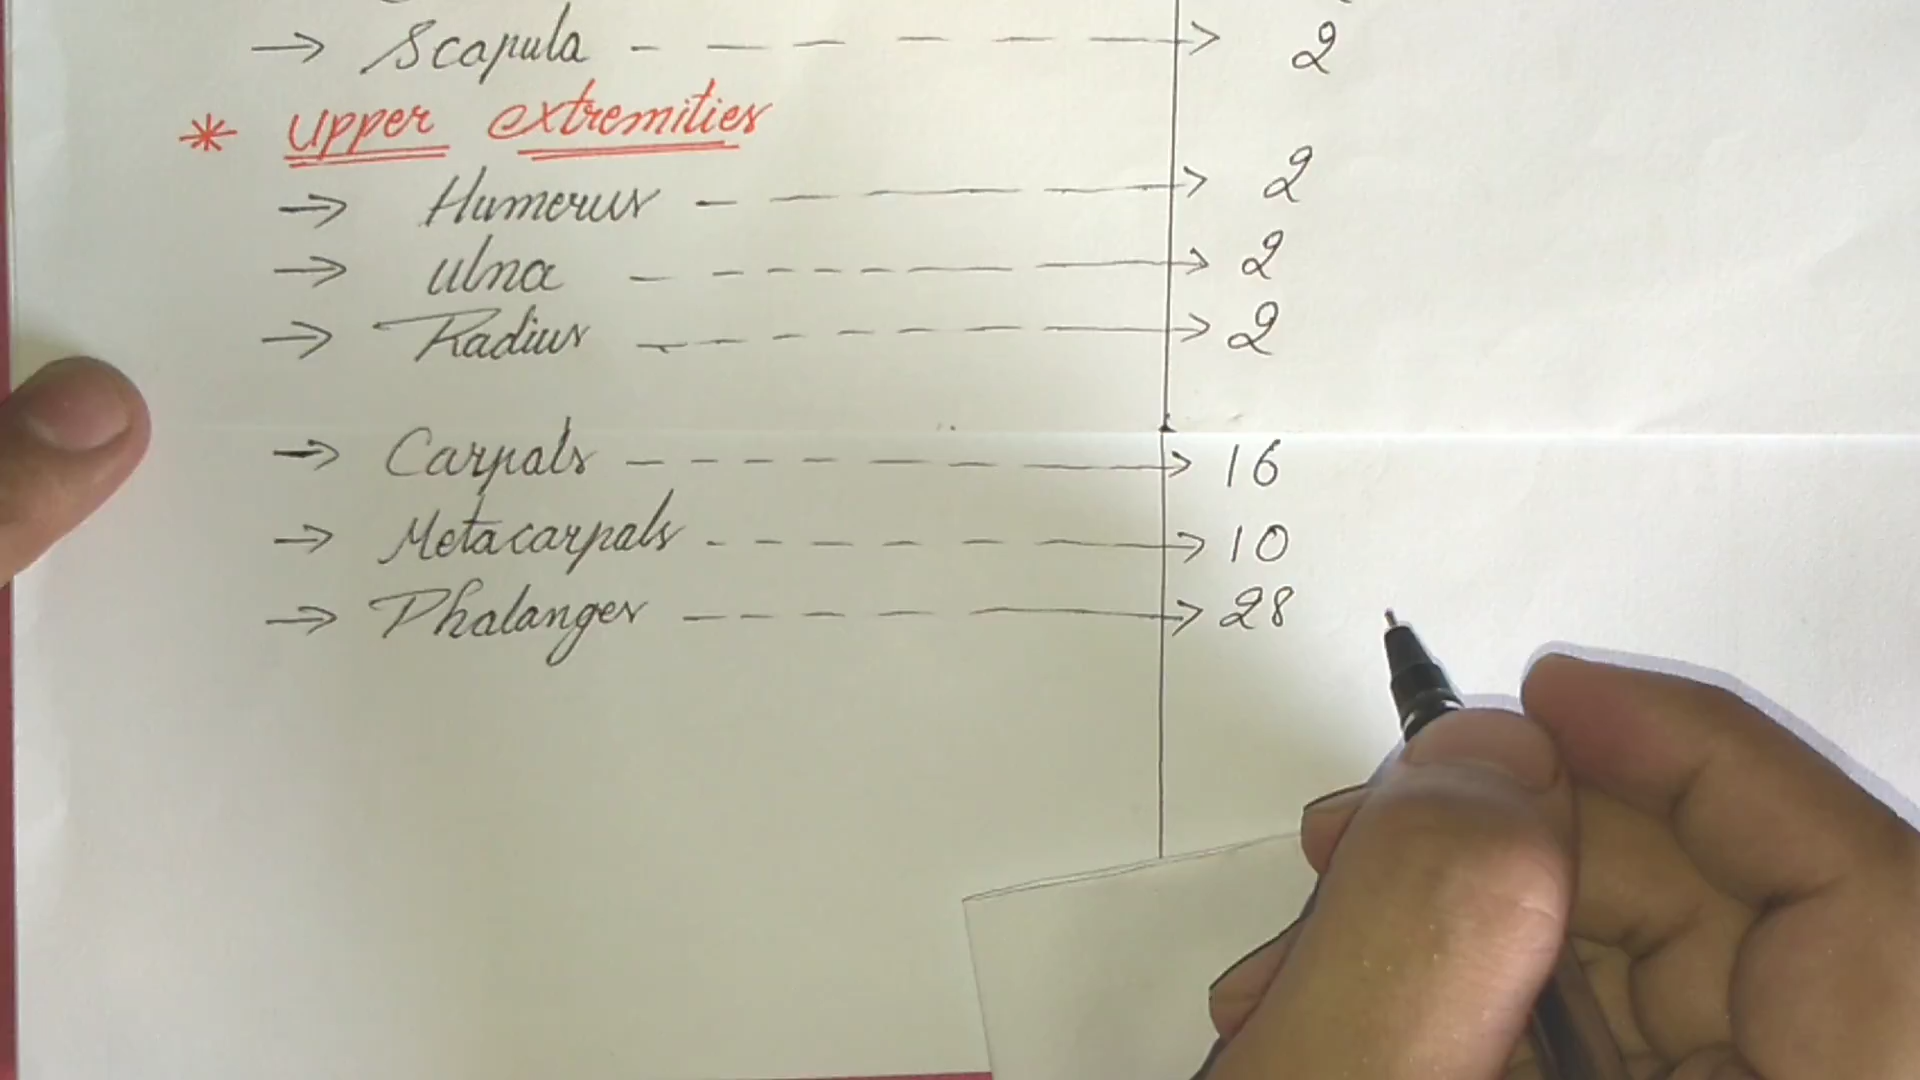 → Scapula - - - - - - → 2
* Upper extremities
→ Humerus - - - - → 2
→ ulna - - - - - - → 2
→ Radius - - - - - - → 2
→ Carpals - - - - - - → 16
→ Metacarpals - - - - - - → 10
→ Phalanges - - - - - → 28